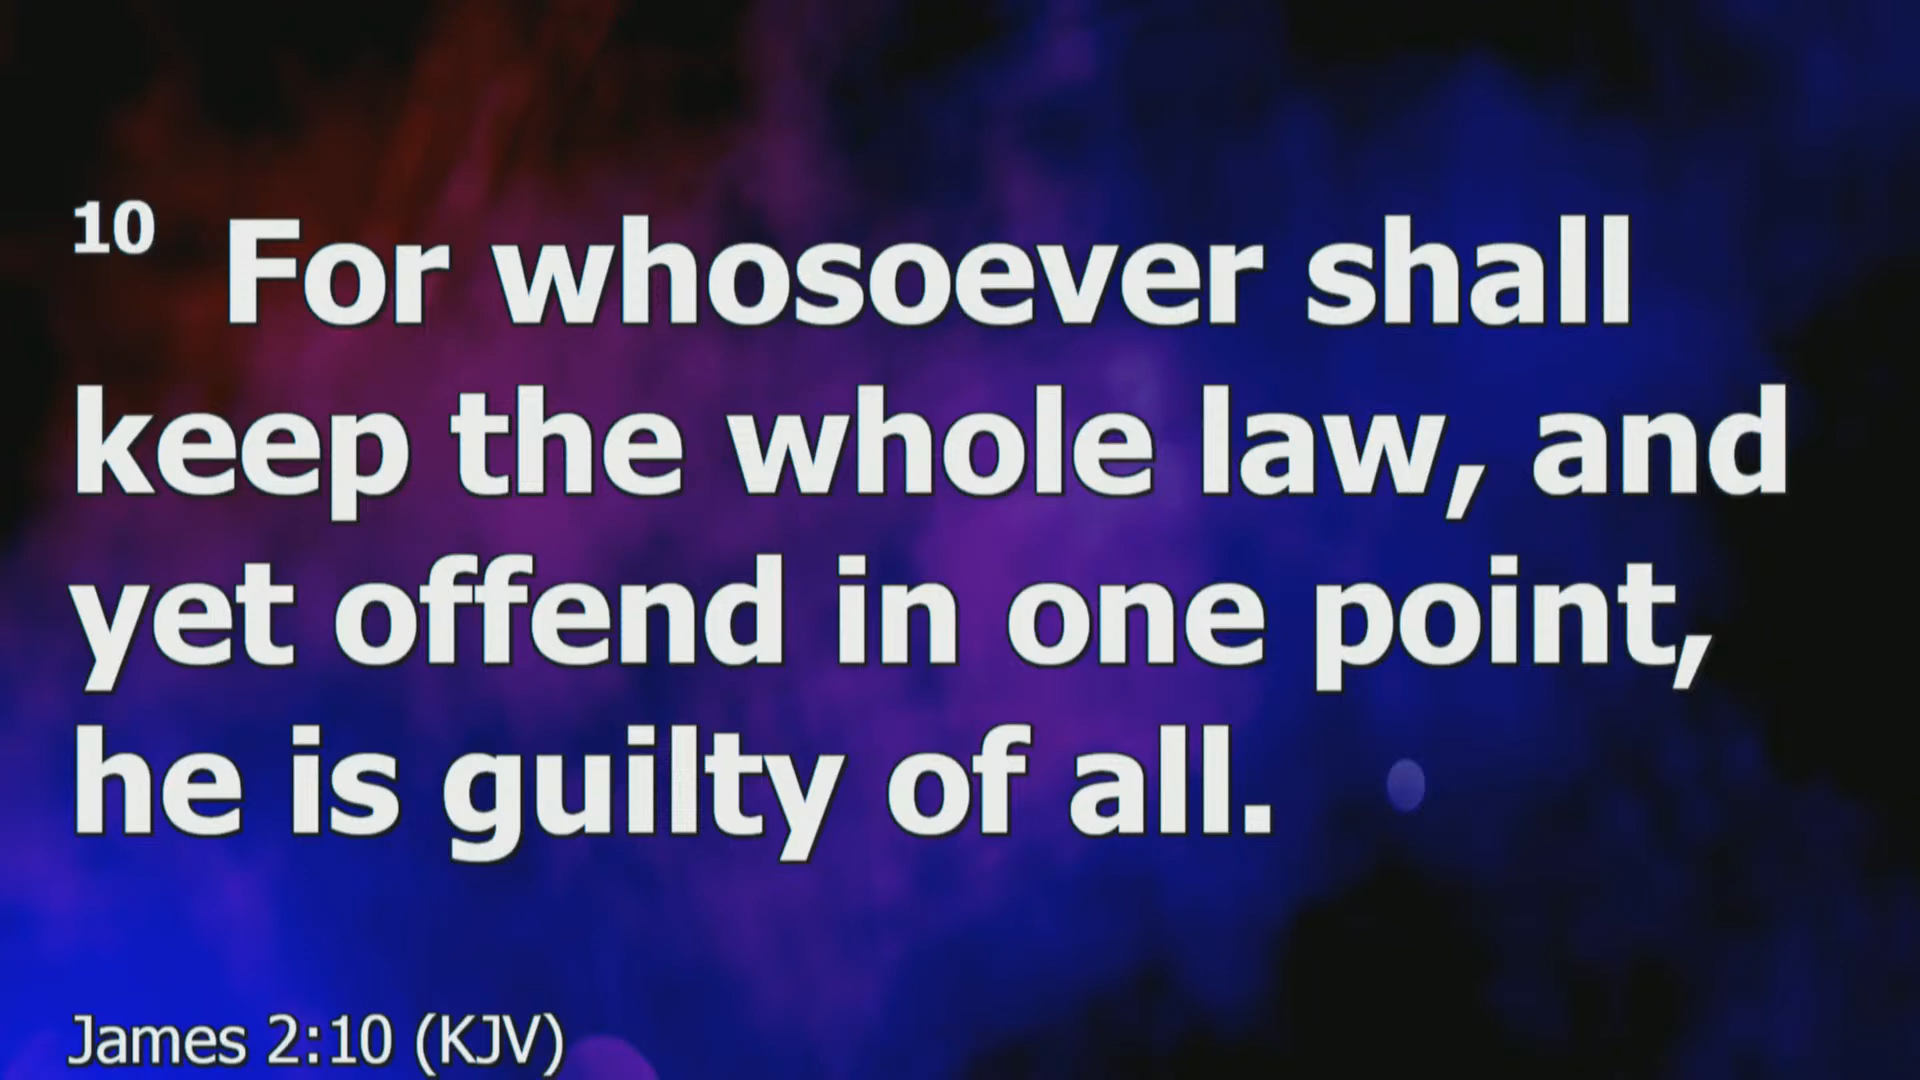 10 For whosoever shall
keep the whole law, and
yet offend in one point,
he is guilty of all.
James 2:10 (KJV)